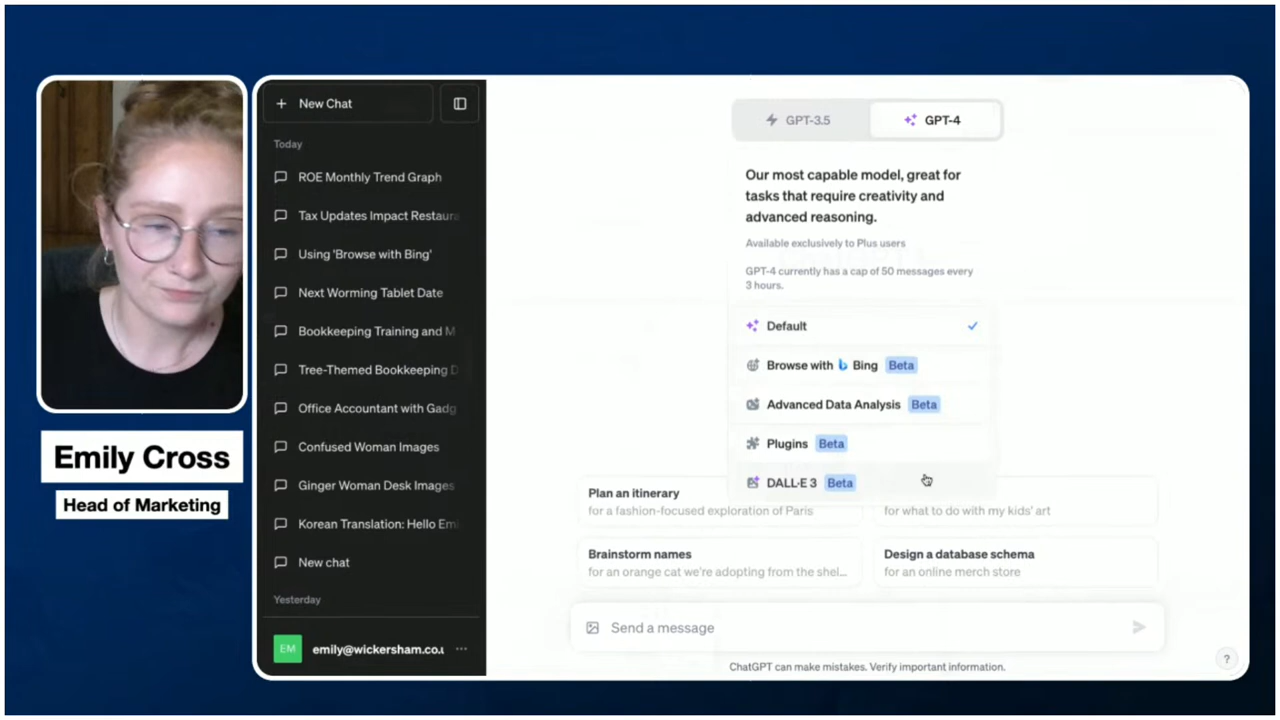 Emily Cross
Head of Marketing
New Chat
Today
ROE Monthly Trend Graph
Tax Updates Impact Restaura
Using 'Browse with Bing'
Next Worming Tablet Date
Bookkeeping Training and M
Tree-Themed Bookkeeping D
Office Accountant with Gadg
Confused Woman Images
Ginger Woman Desk Images
Korean Translation: Hello Emi
New chat
Yesterday
EM
emily@wickersham.co.u
GPT-3.5
GPT-4
Our most capable model, great for
tasks that require creativity and
advanced reasoning.
Available exclusively to Plus users
GPT-4 currently has a cap of 50 messages every
3 hours.
Default
Browse with Bing Beta
Advanced Data Analysis Beta
Plugins Beta
DALL·E 3 Beta
Plan an itinerary
for a fashion-focused exploration of Paris
for what to do with my kids' art
Brainstorm names
for an orange cat we're adopting from the shel...
Design a database schema
for an online merch store
Send a message
ChatGPT can make mistakes. Verify important information.
?